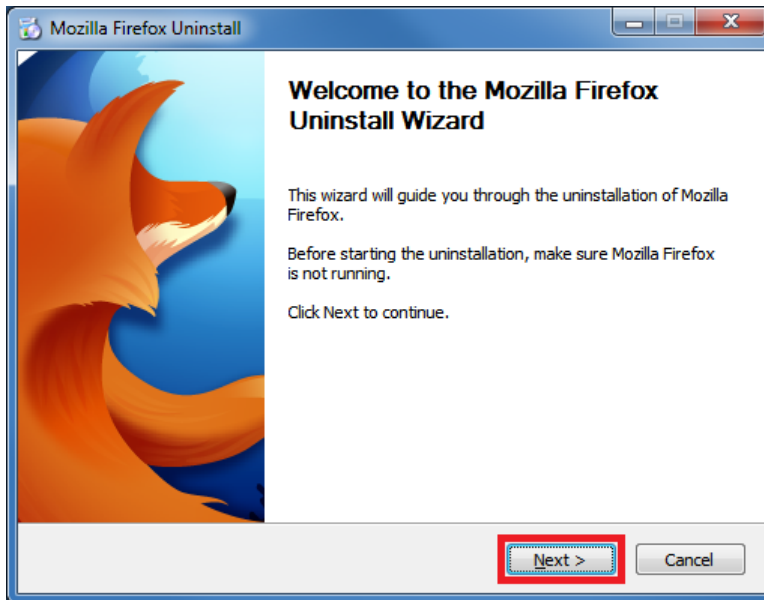 Mozilla Firefox Uninstall
Welcome to the Mozilla Firefox
Uninstall Wizard
This wizard will guide you through the uninstallation of Mozilla
Firefox.
Before starting the uninstallation, make sure Mozilla Firefox
is not running.
Click Next to continue.
Next >
Cancel